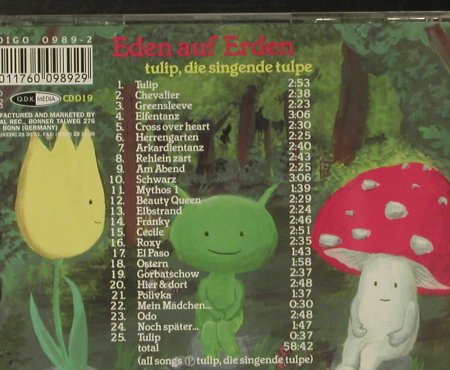 DIGO 0989-2
011760 098929
Q.D.K. MEDIA CD019
FACTURED AND MARKETED BY
AL REC., BONNER TALWEG 276
BONN (GERMANY)
Eden auf Erden
tulip, die singende tulpe
1. Tulip 2:53
2. Chevalier 2:38
3. Greensleeve 2:23
4. Elfentanz 3:06
5. Cross over heart 2:30
6. Herrengarten 2:25
7. Arkardientanz 2:40
8. Rehlein zart 2:43
9. Am Abend 2:25
10. Schwarz 3:06
11. Mythos 1 1:39
12. Beauty Queen 2:29
13. Elbstrand 2:24
14. Franky 2:46
15. Cécile 2:51
16. Roxy 2:35
17. El Paso 1:43
18. Ostern 1:58
19. Gorbatschow 2:37
20. Hier & dort 2:48
21. Polivka 1:37
22. Mein Mädchen... 0:30
23. Odo 2:48
24. Noch später... 1:47
25. Tulip 0:37
total 58:42
(all songs Ⓟ tulip, die singende tulpe)